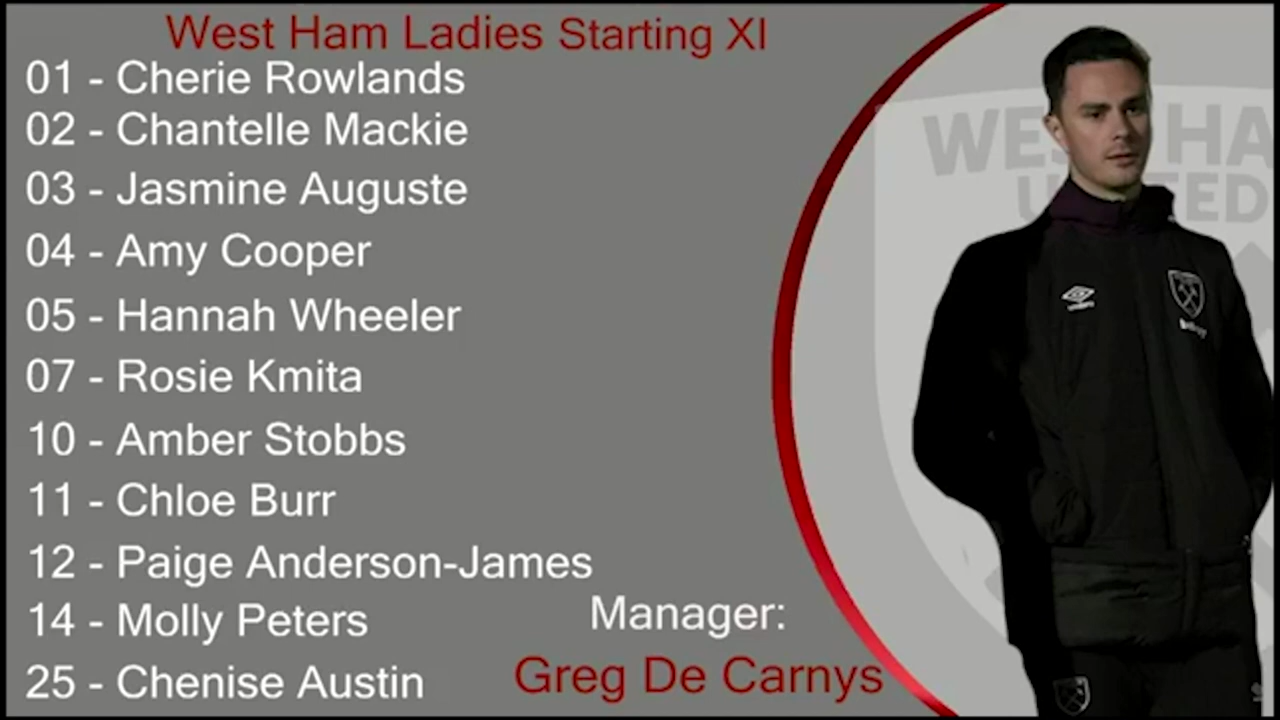 West Ham Ladies Starting XI
01 - Cherie Rowlands
02 - Chantelle Mackie
03 - Jasmine Auguste
04 - Amy Cooper
05 - Hannah Wheeler
07 - Rosie Kmita
10 - Amber Stobbs
11 - Chloe Burr
12 - Paige Anderson-James
14 - Molly Peters
25 - Chenise Austin
Manager:
Greg De Carnys